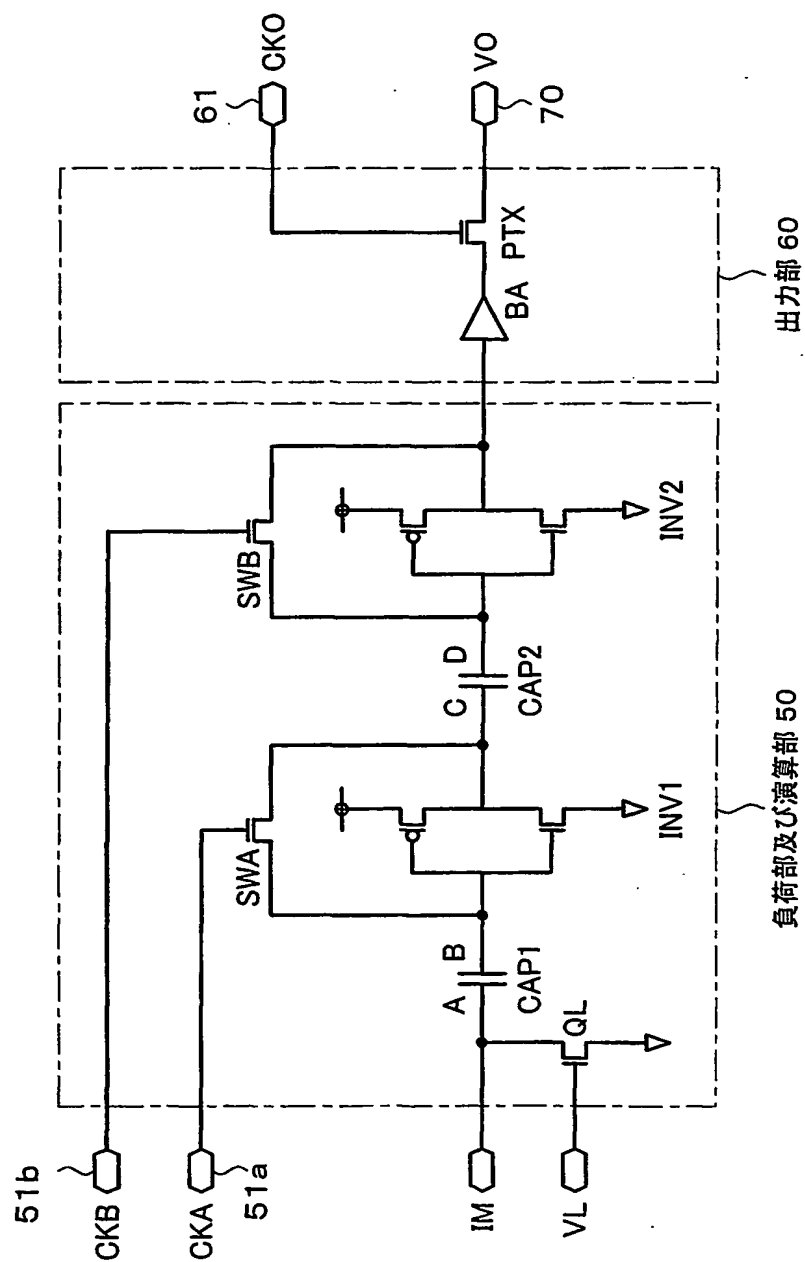 51b
CKB
CKA
51a
IM
VL
SWB
SWA
A
B
CAP1
QL
INV1
C
D
CAP2
INV2
負荷部及び演算部 50
BA
PTX
出力部 60
61
CKO
VO
70